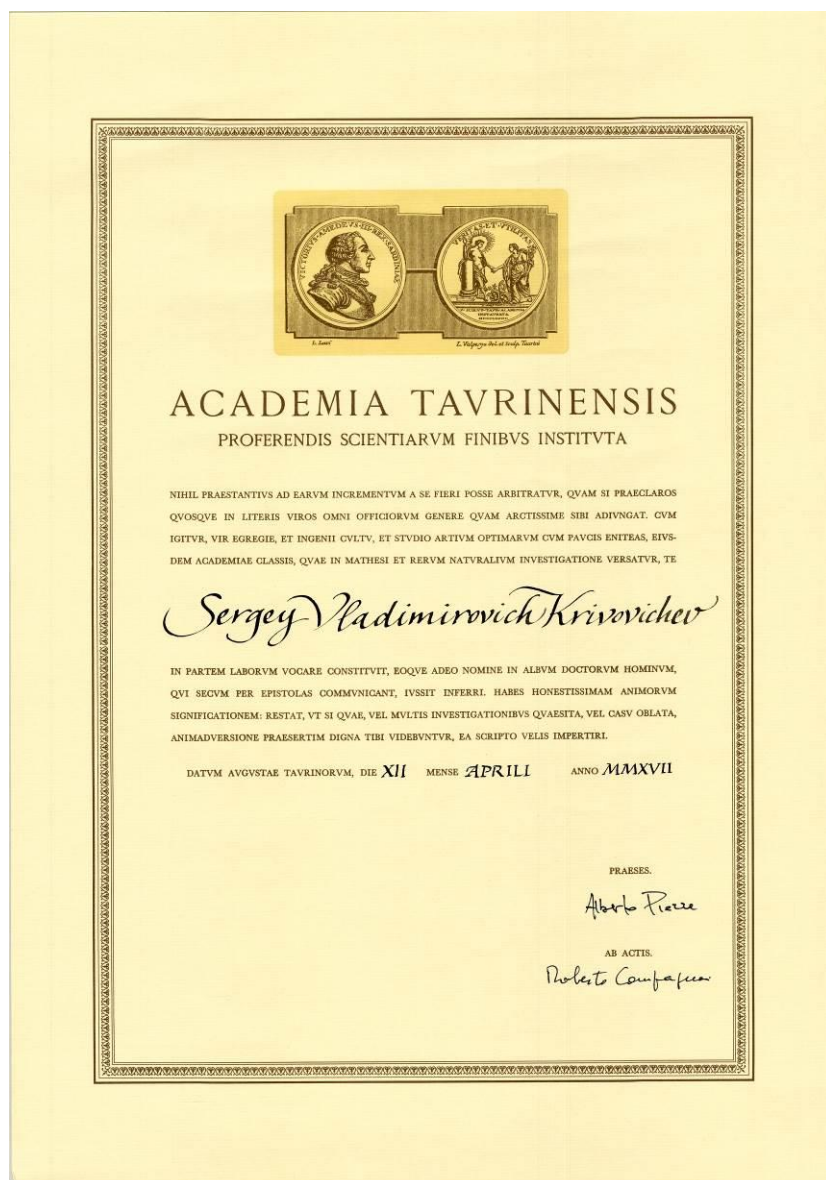 VICTORIVS·AMEDEVS·III·REX·SARDINIAE
VERITAS·ET·VTILITAS
ACADEMIA TAVRINENSIS
PROFERENDIS SCIENTIARVM FINIBVS INSTITVTA
NIHIL PRAESTANTIVS AD EARVM INCREMENTVM A SE FIERI POSSE ARBITRATVR, QVAM SI PRAECLAROS
QVOSQVE IN LITERIS VIROS OMNI OFFICIORVM GENERE QVAM ARCTISSIME SIBI ADIVNGAT. CVM
IGITVR, VIR EGREGIE, ET INGENII CVLTV, ET STVDIO ARTIVM OPTIMARVM CVM PAVCIS ENITEAS, EIVS-
DEM ACADEMIAE CLASSIS, QVAE IN MATHESI ET RERVM NATVRALIVM INVESTIGATIONE VERSATVR, TE
Sergey Vladimirovich Krivovichev
IN PARTEM LABORVM VOCARE CONSTITVIT, EOQVE ADEO NOMINE IN ALBVM DOCTORVM HOMINVM,
QVI SECVM PER EPISTOLAS COMMVNICANT, IVSSIT INFERRI. HABES HONESTISSIMAM ANIMORVM
SIGNIFICATIONEM: RESTAT, VT SI QVAE, VEL MVLTIS INVESTIGATIONIBVS QVAESITA, VEL CASV OBLATA,
ANIMADVERSIONE PRAESERTIM DIGNA TIBI VIDEBVNTVR, EA SCRIPTO VELIS IMPERTIRI.
DATVM AVGVSTAE TAVRINORVM, DIE XII MENSE APRILI ANNO MMXVII
PRAESES.
Alberto
AB ACTIS.
Roberto